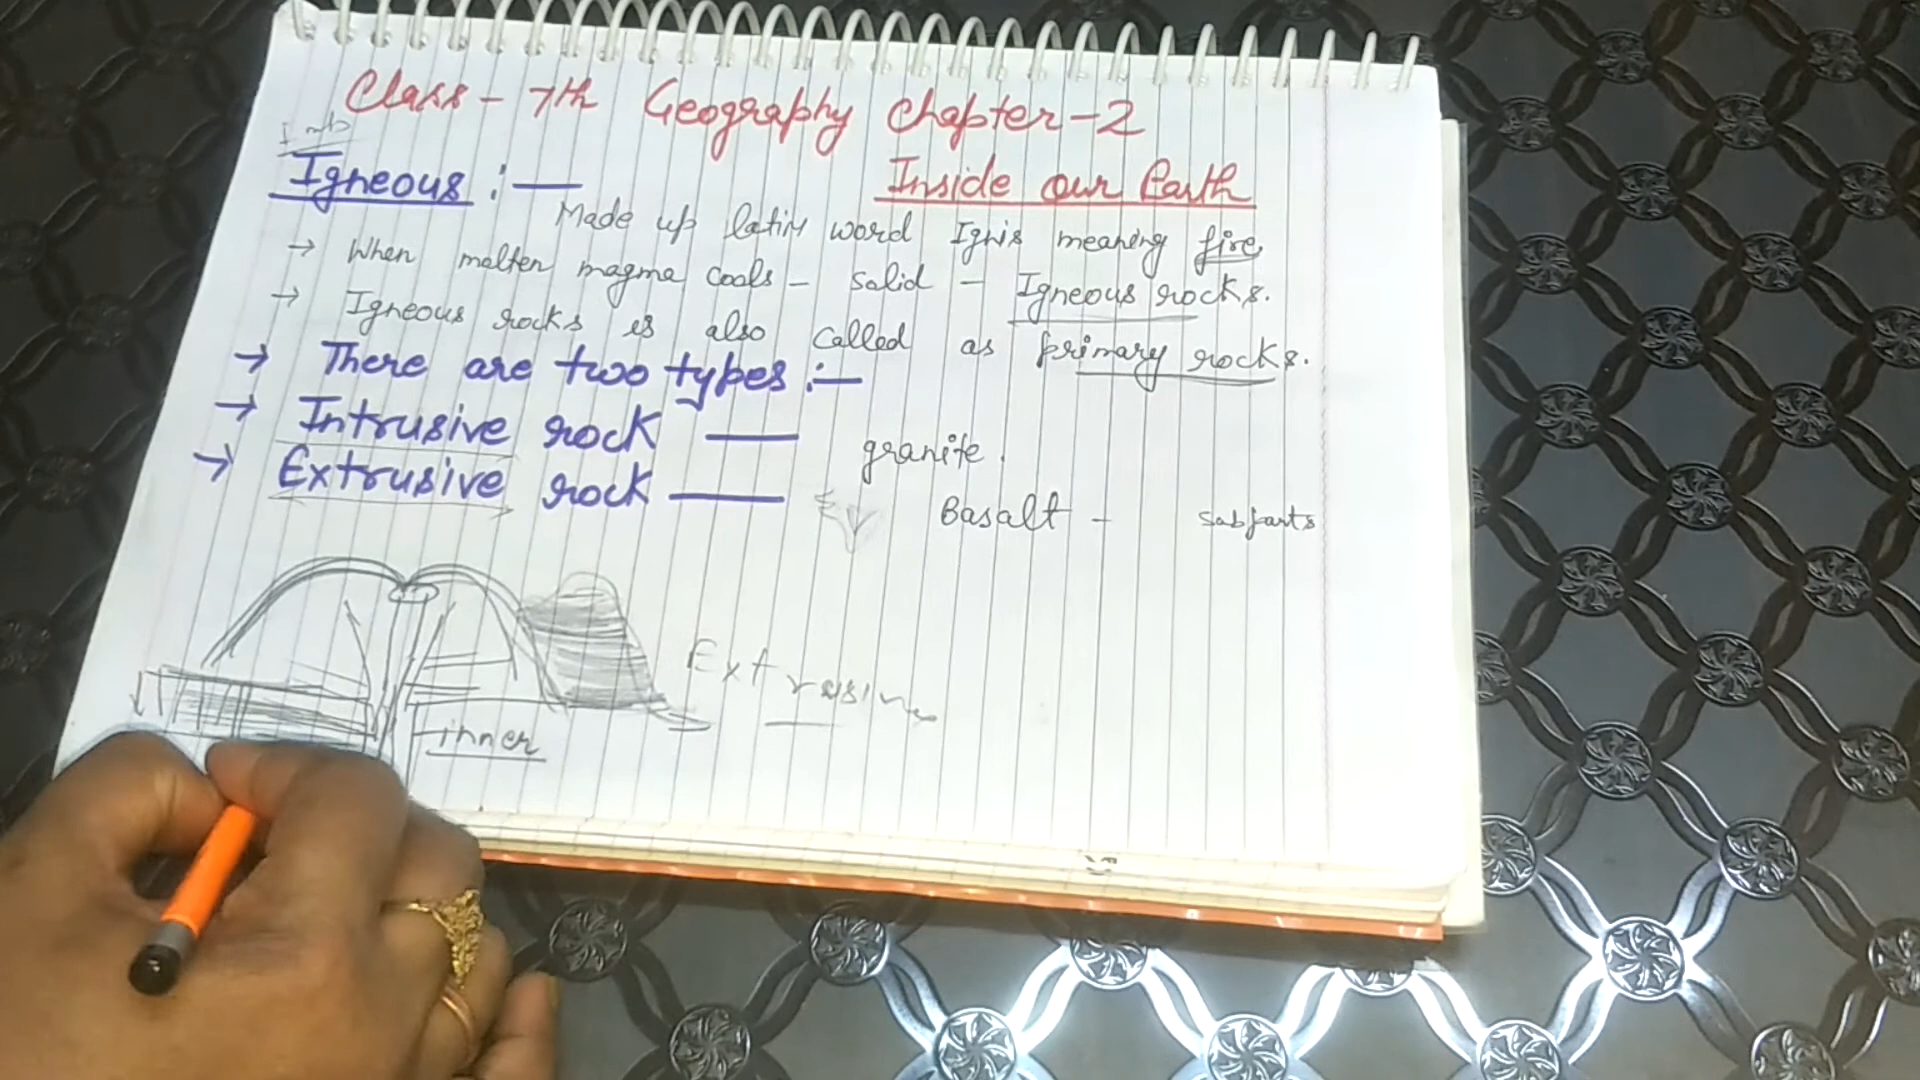 Class - 7th Geography Chapter-2
Igneous :- Inside our Earth
Made up latin word Ignis meaning fire
→ When molten magma cools - solid - Igneous rocks.
→ Igneous rocks is also called as primary rocks.
→ There are two types :-
→ Intrusive rock — granite.
→ Extrusive rock — Basalt -
inner